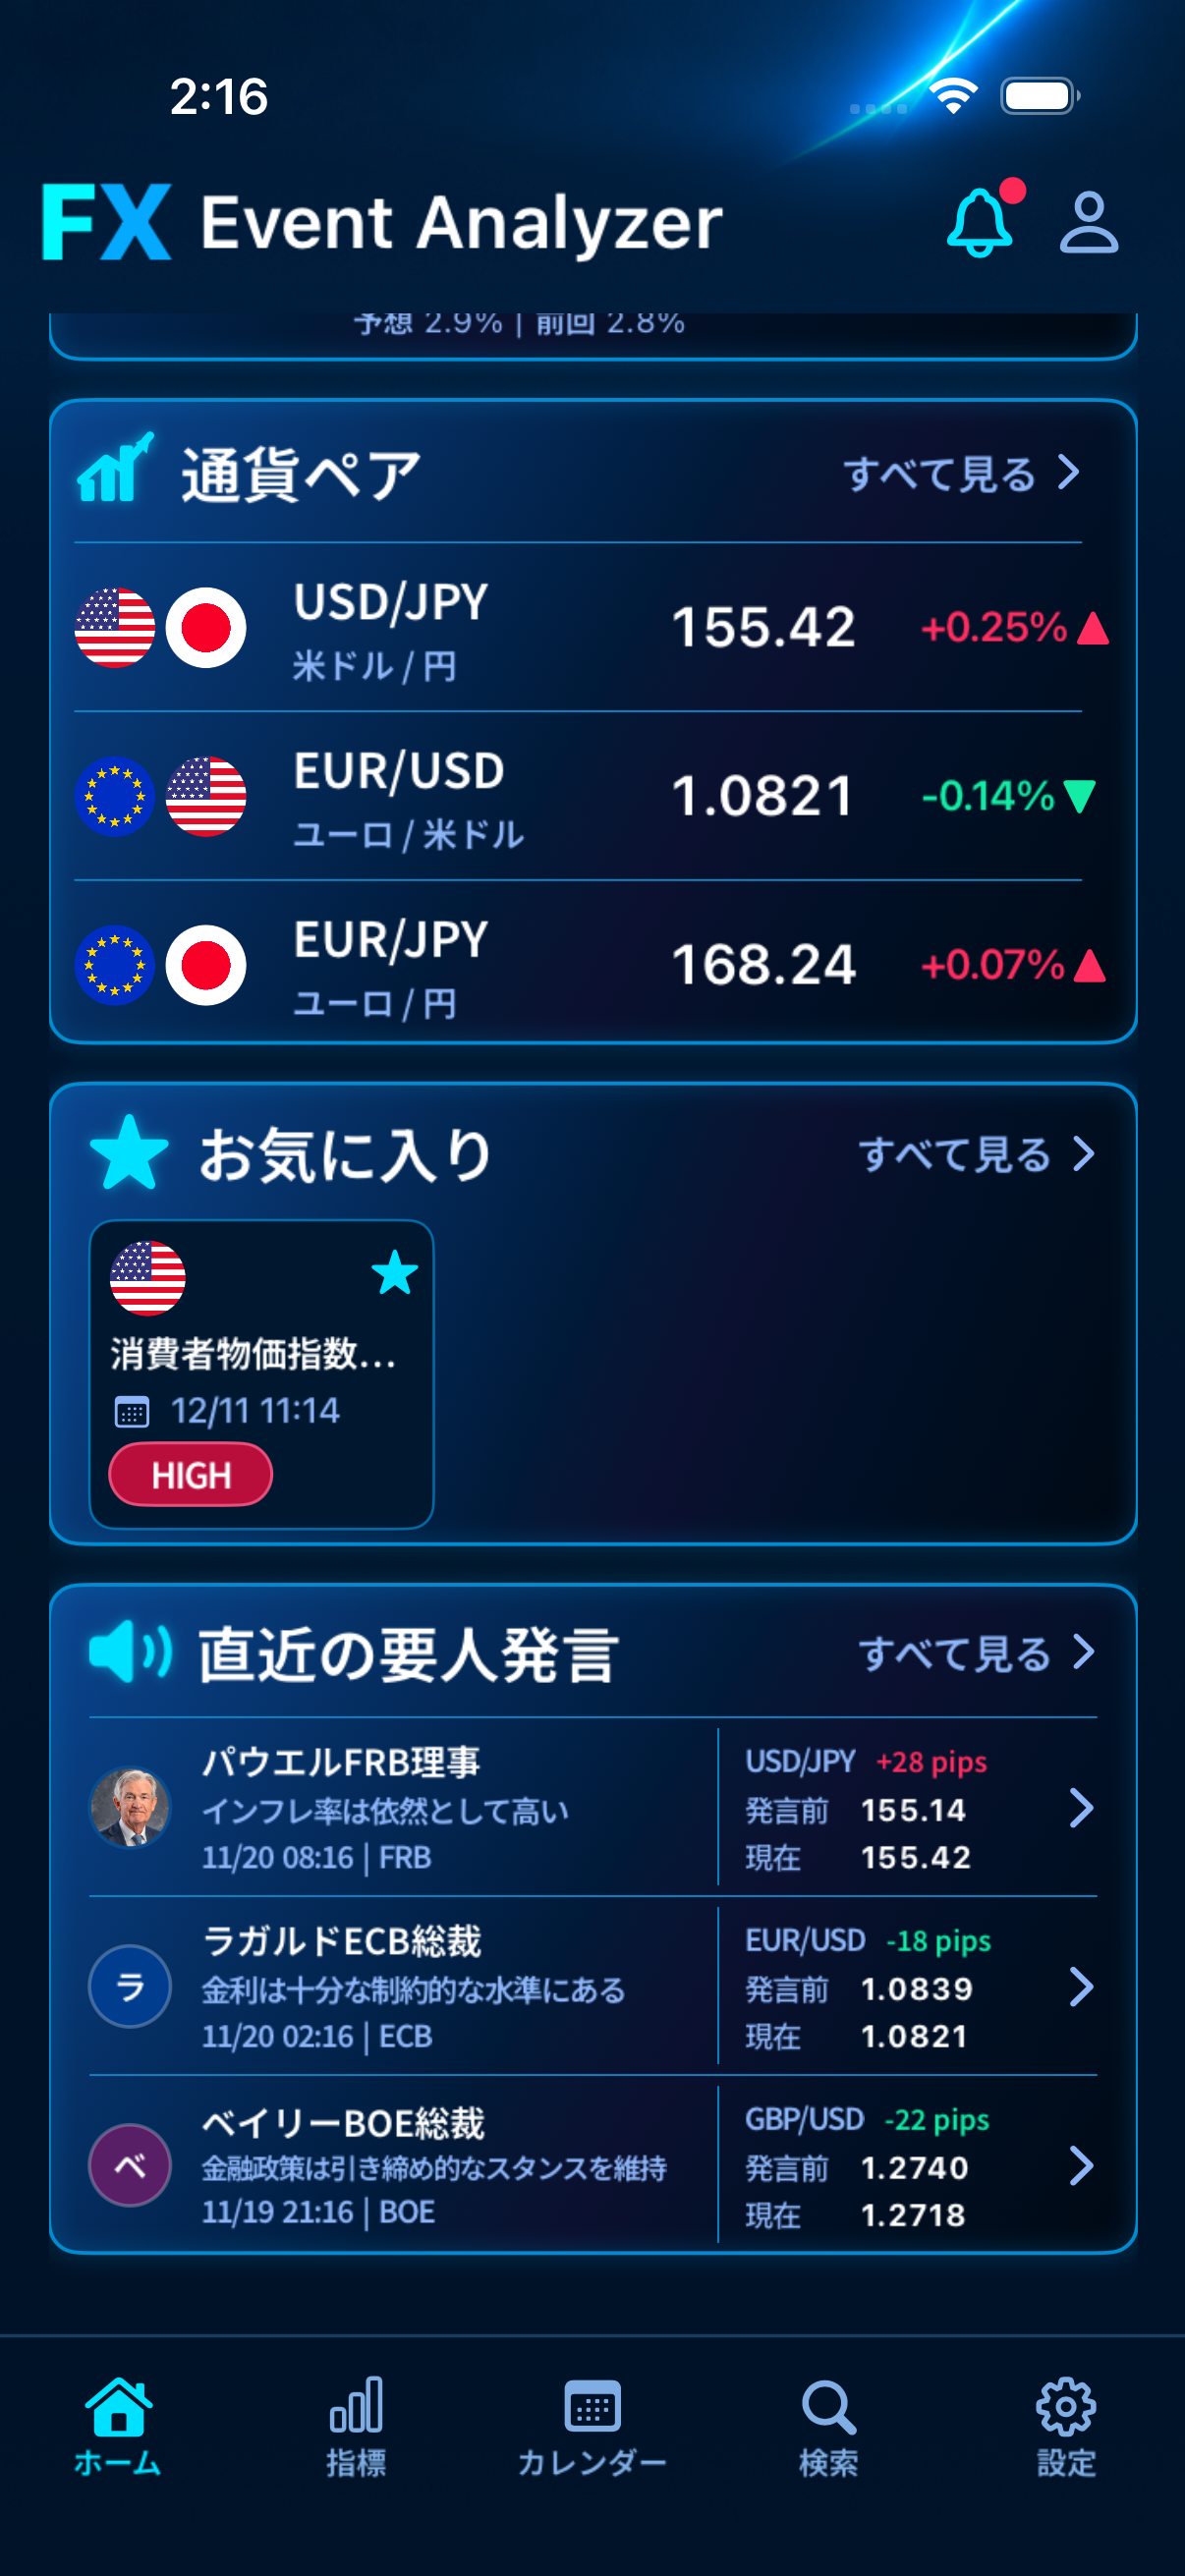 2:16
FX Event Analyzer
予想 2.9% | 前回 2.8%
通貨ペア すべて見る
USD/JPY 155.42 +0.25%
米ドル / 円
EUR/USD 1.0821 -0.14%
ユーロ / 米ドル
EUR/JPY 168.24 +0.07%
ユーロ / 円
お気に入り すべて見る
消費者物価指数...
12/11 11:14
HIGH
直近の要人発言 すべて見る
パウエルFRB理事
インフレ率は依然として高い
11/20 08:16 | FRB
USD/JPY +28 pips
発言前 155.14
現在 155.42
ラ
ラガルドECB総裁
金利は十分な制約的な水準にある
11/20 02:16 | ECB
EUR/USD -18 pips
発言前 1.0839
現在 1.0821
ベ
ベイリーBOE総裁
金融政策は引き締め的なスタンスを維持
11/19 21:16 | BOE
GBP/USD -22 pips
発言前 1.2740
現在 1.2718
ホーム 指標 カレンダー 検索 設定